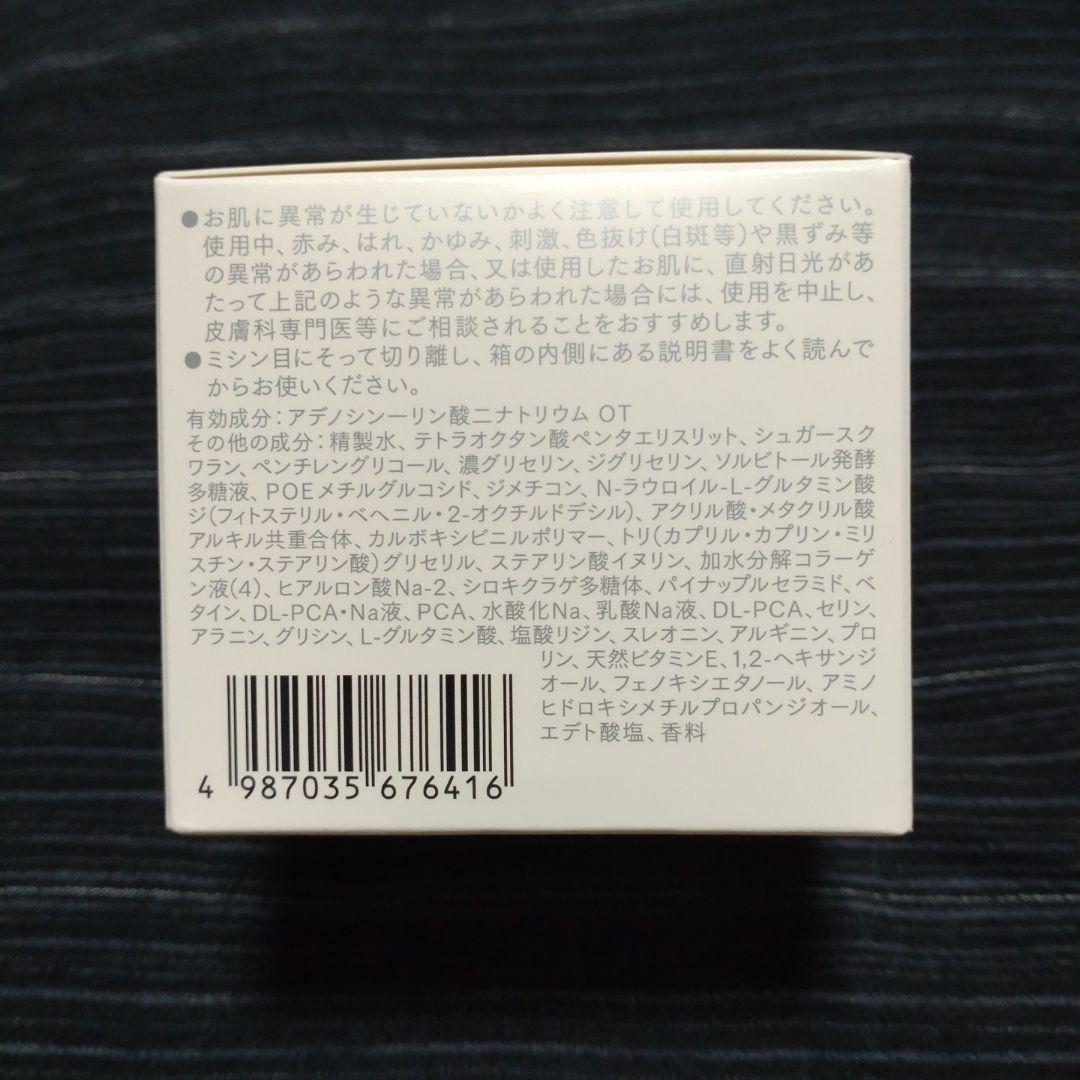 ●お肌に異常が生じていないかよく注意して使用してください。
使用中、赤み、はれ、かゆみ、刺激、色抜け(白斑等)や黒ずみ等
の異常があらわれた場合、又は使用したお肌に、直射日光があ
たって上記のような異常があらわれた場合には、使用を中止し、
皮膚科専門医等にご相談されることをおすすめします。
●ミシン目にそって切り離し、箱の内側にある説明書をよく読んで
からお使いください。
有効成分:アデノシン一リン酸二ナトリウム OT
その他の成分:精製水、テトラオクタン酸ペンタエリスリット、シュガースク
ワラン、ペンチレングリコール、濃グリセリン、ジグリセリン、ソルビトール発酵
多糖液、POEメチルグルコシド、ジメチコン、N-ラウロイル-L-グルタミン酸
ジ(フィトステリル・ベヘニル・2-オクチルドデシル)、アクリル酸・メタクリル酸
アルキル共重合体、カルボキシビニルポリマー、トリ(カプリル・カプリン・ミリ
スチン・ステアリン酸)グリセリル、ステアリン酸イヌリン、加水分解コラーゲ
ン液(4)、ヒアルロン酸Na-2、シロキクラゲ多糖体、パイナップルセラミド、ベ
タイン、DL-PCA・Na液、PCA、水酸化Na、乳酸Na液、DL-PCA、セリン、
アラニン、グリシン、L-グルタミン酸、塩酸リジン、スレオニン、アルギニン、プロ
リン、天然ビタミンE、1,2-ヘキサンジ
オール、フェノキシエタノール、アミノ
ヒドロキシメチルプロパンジオール、
エデト酸塩、香料
4 987035 676416